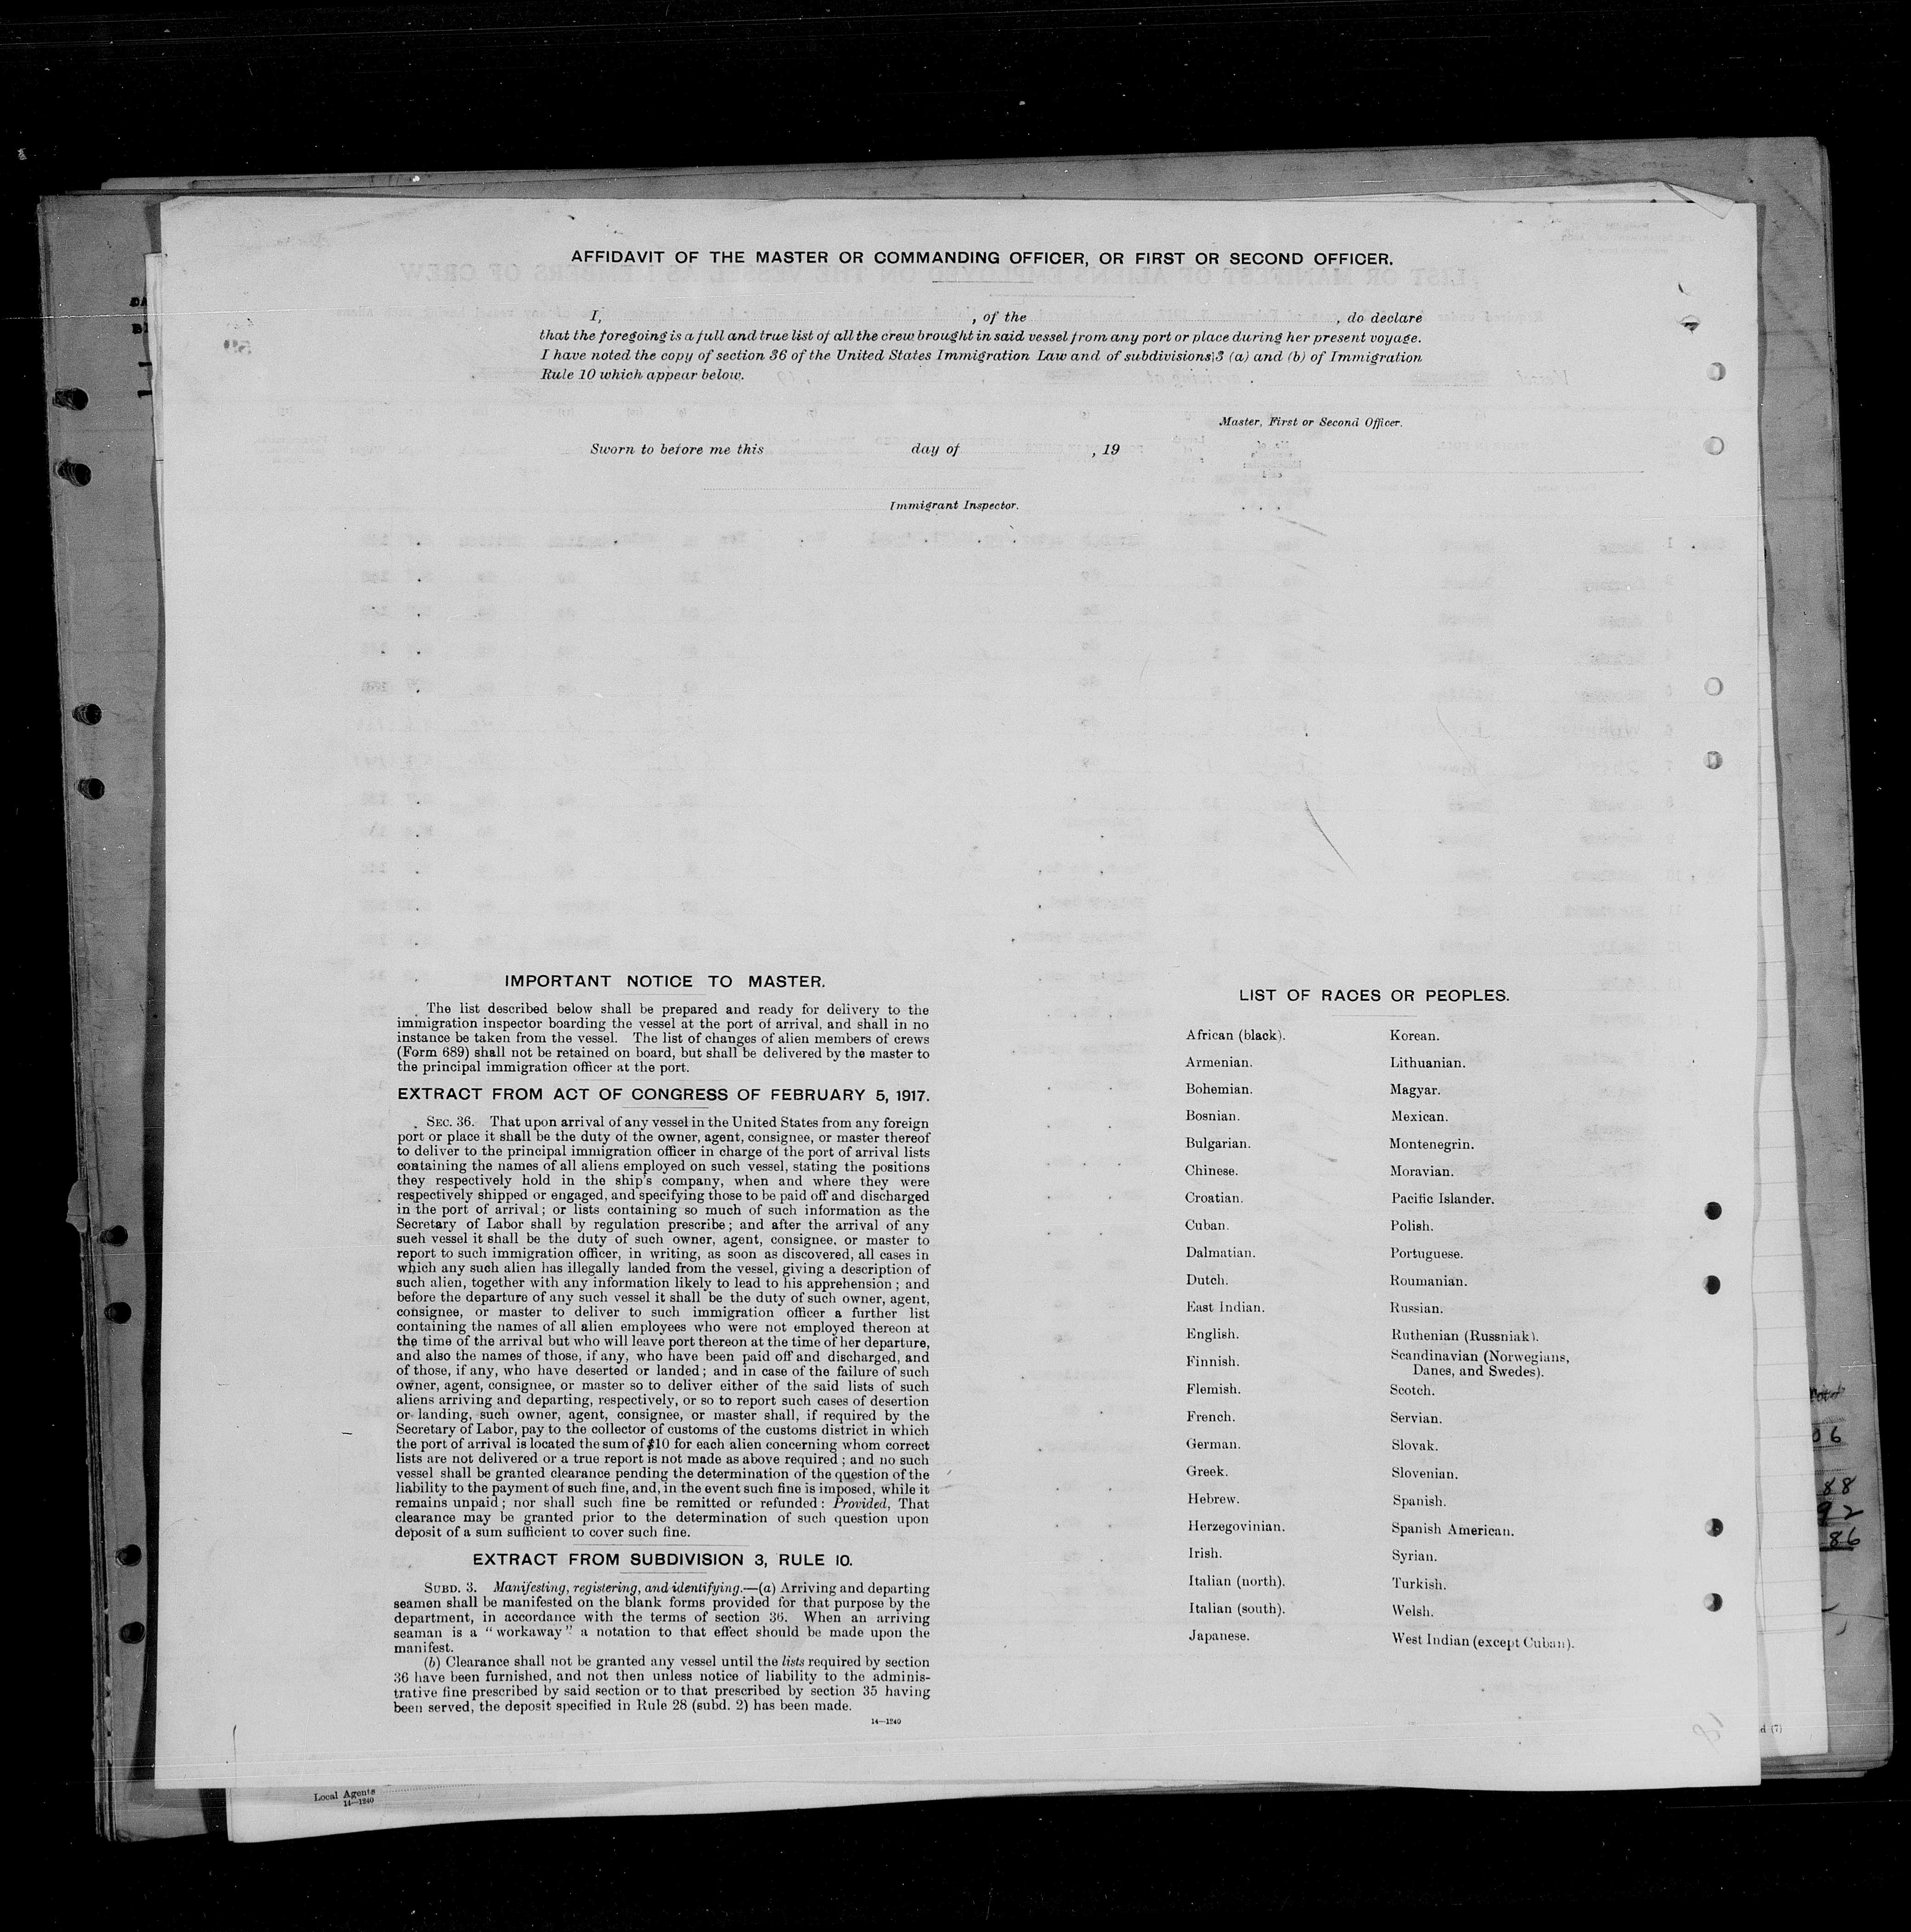 AFFIDAVIT OF THE MASTER OR COMMANDING OFFICER, OR FIRST OR SECOND OFFICER.
I, , of the , do declare
that the foregoing is a full and true list of all the crew brought in said vessel from any port or place during her present voyage.
I have noted the copy of section 36 of the United States Immigration Law and of subdivisions 3 (a) and (b) of Immigration
Rule 10 which appear below.
Master, First or Second Officer.
Sworn to before me this day of , 19
Immigrant Inspector.
IMPORTANT NOTICE TO MASTER.
The list described below shall be prepared and ready for delivery to the
immigration inspector boarding the vessel at the port of arrival, and shall in no
instance be taken from the vessel. The list of changes of alien members of crews
(Form 689) shall not be retained on board, but shall be delivered by the master to
the principal immigration officer at the port.
EXTRACT FROM ACT OF CONGRESS OF FEBRUARY 5, 1917.
SEC. 36. That upon arrival of any vessel in the United States from any foreign
port or place it shall be the duty of the owner, agent, consignee, or master thereof
to deliver to the principal immigration officer in charge of the port of arrival lists
containing the names of all aliens employed on such vessel, stating the positions
they respectively hold in the ship's company, when and where they were
respectively shipped or engaged, and specifying those to be paid off and discharged
in the port of arrival; or lists containing so much of such information as the
Secretary of Labor shall by regulation prescribe; and after the arrival of any
such vessel it shall be the duty of such owner, agent, consignee, or master to
report to such immigration officer, in writing, as soon as discovered, all cases in
which any such alien has illegally landed from the vessel, giving a description of
such alien, together with any information likely to lead to his apprehension; and
before the departure of any such vessel it shall be the duty of such owner, agent,
consignee, or master to deliver to such immigration officer a further list
containing the names of all alien employees who were not employed thereon at
the time of the arrival but who will leave port thereon at the time of her departure,
and also the names of those, if any, who have been paid off and discharged, and
of those, if any, who have deserted or landed; and in case of the failure of such
owner, agent, consignee, or master so to deliver either of the said lists of such
aliens arriving and departing, respectively, or so to report such cases of desertion
or landing, such owner, agent, consignee, or master shall, if required by the
Secretary of Labor, pay to the collector of customs of the customs district in which
the port of arrival is located the sum of $10 for each alien concerning whom correct
lists are not delivered or a true report is not made as above required; and no such
vessel shall be granted clearance pending the determination of the question of the
liability to the payment of such fine, and, in the event such fine is imposed, while it
remains unpaid; nor shall such fine be remitted or refunded: Provided, That
clearance may be granted prior to the determination of such question upon
deposit of a sum sufficient to cover such fine.
EXTRACT FROM SUBDIVISION 3, RULE 10.
SUBD. 3. Manifesting, registering, and identifying.—(a) Arriving and departing
seamen shall be manifested on the blank forms provided for that purpose by the
department, in accordance with the terms of section 36. When an arriving
seaman is a "workaway" a notation to that effect should be made upon the
manifest.
(b) Clearance shall not be granted any vessel until the lists required by section
36 have been furnished, and not then unless notice of liability to the adminis-
trative fine prescribed by said section or to that prescribed by section 35 having
been served, the deposit specified in Rule 28 (subd. 2) has been made.
14—1240
LIST OF RACES OR PEOPLES.
African (black).
Armenian.
Bohemian.
Bosnian.
Bulgarian.
Chinese.
Croatian.
Cuban.
Dalmatian.
Dutch.
East Indian.
English.
Finnish.
Flemish.
French.
German.
Greek.
Hebrew.
Herzegovinian.
Irish.
Italian (north).
Italian (south).
Japanese.
Korean.
Lithuanian.
Magyar.
Mexican.
Montenegrin.
Moravian.
Pacific Islander.
Polish.
Portuguese.
Roumanian.
Russian.
Ruthenian (Russniak).
Scandinavian (Norwegians,
Danes, and Swedes).
Scotch.
Servian.
Slovak.
Slovenian.
Spanish.
Spanish American.
Syrian.
Turkish.
Welsh.
West Indian (except Cuban).
06
88
92
86
d (7)
Local Agents
14—1240